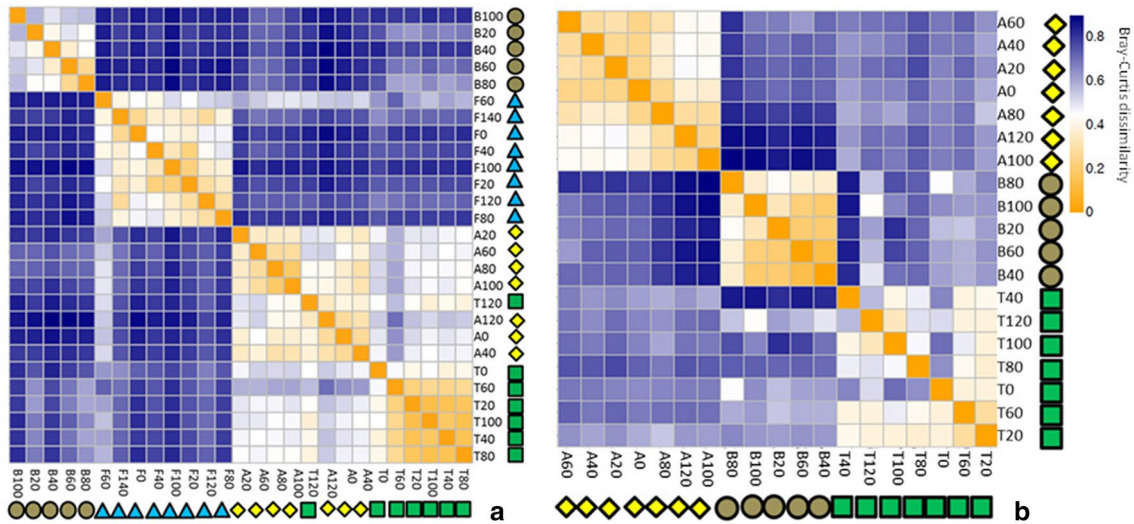 B100
B20
B40
B60
B80
F60
F140
F0
F40
F100
F20
F120
F80
A20
A60
A80
A100
T120
A120
A0
A40
T0
T60
T20
T100
T40
T80
B100
B20
B40
B60
B80
F60
F140
F0
F40
F100
F20
F120
F80
A20
A60
A80
A100
T120
A120
A0
A40
T0
T60
T20
T100
T40
T80
a
A60
A40
A20
A0
A80
A120
A100
B80
B100
B20
B60
B40
T40
T120
T100
T80
T0
T60
T20
A60
A40
A20
A0
A80
A120
A100
B80
B100
B20
B60
B40
T40
T120
T100
T80
T0
T60
T20
b
0.8
0.6
0.4
0.2
0
Bray-Curtis dissimilarity